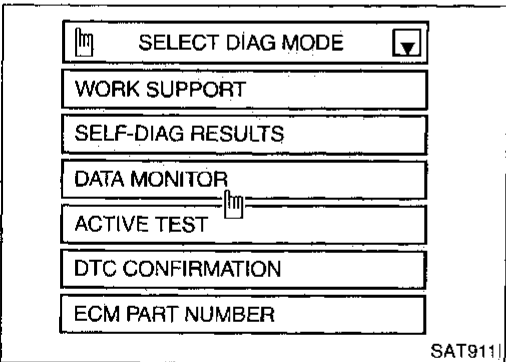 SELECT DIAG MODE
WORK SUPPORT
SELF-DIAG RESULTS
DATA MONITOR
ACTIVE TEST
DTC CONFIRMATION
ECM PART NUMBER
SAT911I